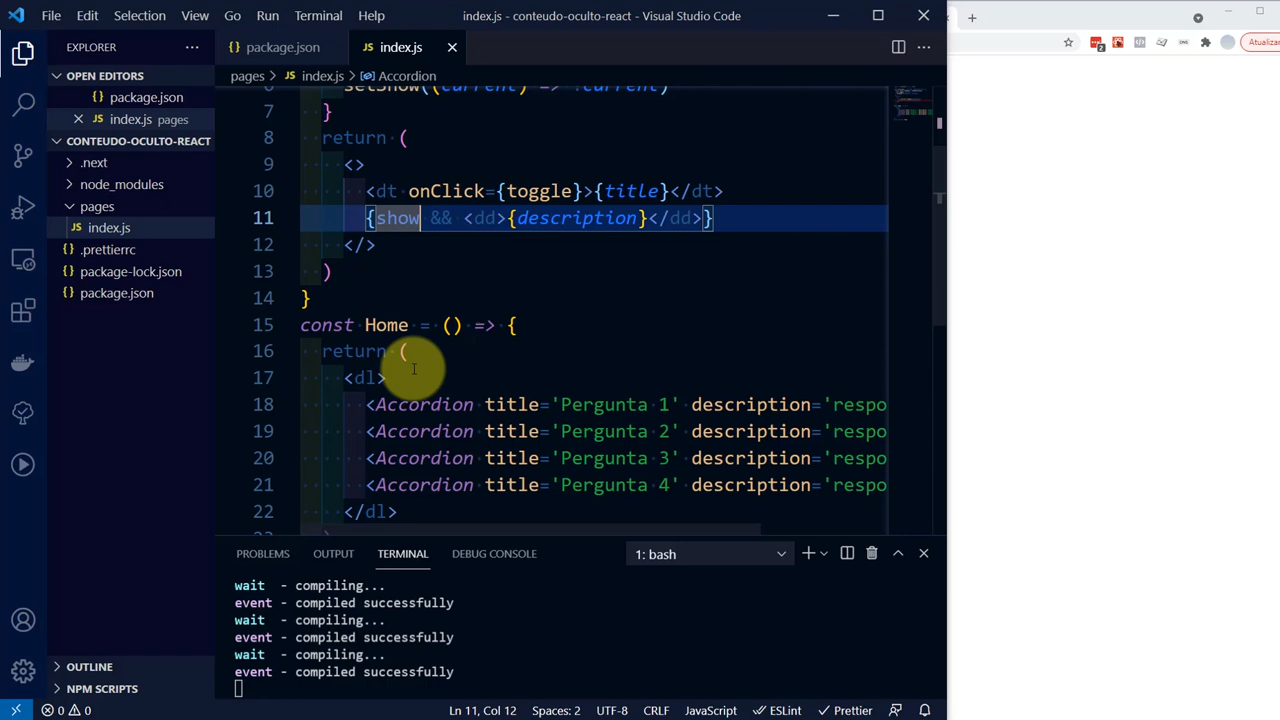 File Edit Selection View Go Run Terminal Help index.js - conteudo-oculto-react - Visual Studio Code
EXPLORER
OPEN EDITORS
package.json
index.js pages
CONTEUDO-OCULTO-REACT
.next
node_modules
pages
index.js
.prettierrc
package-lock.json
package.json
OUTLINE
NPM SCRIPTS
package.json JS index.js
pages > JS index.js > Accordion
6 setShow((current) => !current)
7 }
8 return (
9 <>
10 <dt onClick={toggle}>{title}</dt>
11 {show && <dd>{description}</dd>}
12 </>
13 )
14 }
15 const Home = () => {
16 return (
17 <dl>
18 <Accordion title='Pergunta 1' description='respo
19 <Accordion title='Pergunta 2' description='respo
20 <Accordion title='Pergunta 3' description='respo
21 <Accordion title='Pergunta 4' description='respo
22 </dl>
PROBLEMS OUTPUT TERMINAL DEBUG CONSOLE 1: bash
wait - compiling...
event - compiled successfully
wait - compiling...
event - compiled successfully
wait - compiling...
event - compiled successfully
0 0 Ln 11, Col 12 Spaces: 2 UTF-8 CRLF JavaScript ESLint Prettier
Atualizar